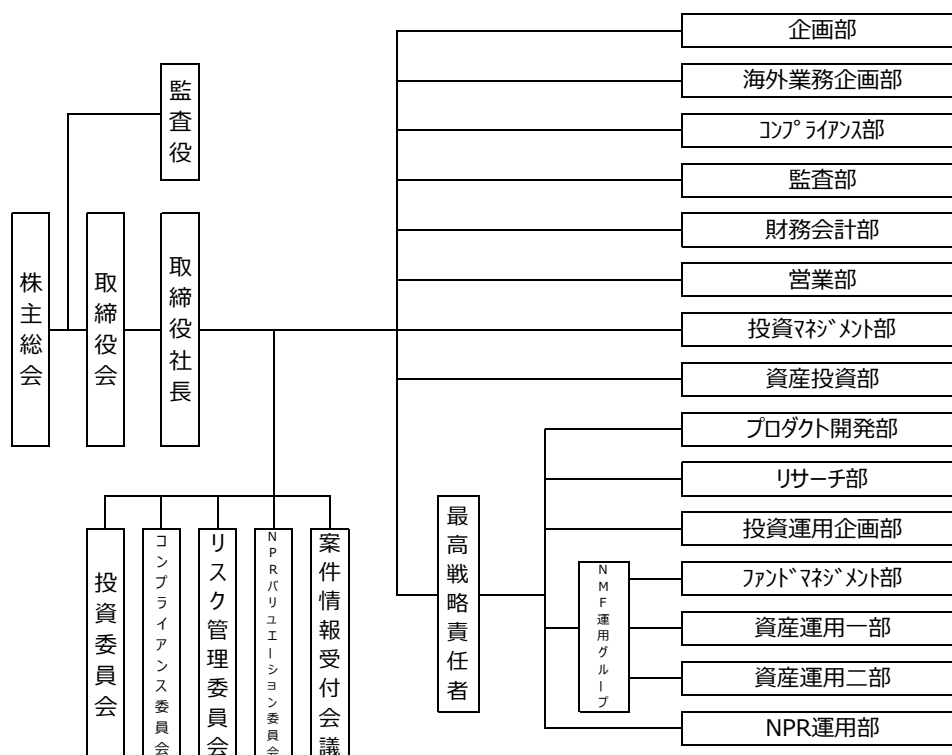 株主総会
監査役
取締役会
取締役社長
投資委員会
コンプライアンス委員会
リスク管理委員会
NPRバリュエーション委員会
案件情報受付会議
最高戦略責任者
企画部
海外業務企画部
コンプライアンス部
監査部
財務会計部
営業部
投資マネジメント部
資産投資部
プロダクト開発部
リサーチ部
投資運用企画部
NMF運用グループ
ファンドマネジメント部
資産運用一部
資産運用二部
NPR運用部